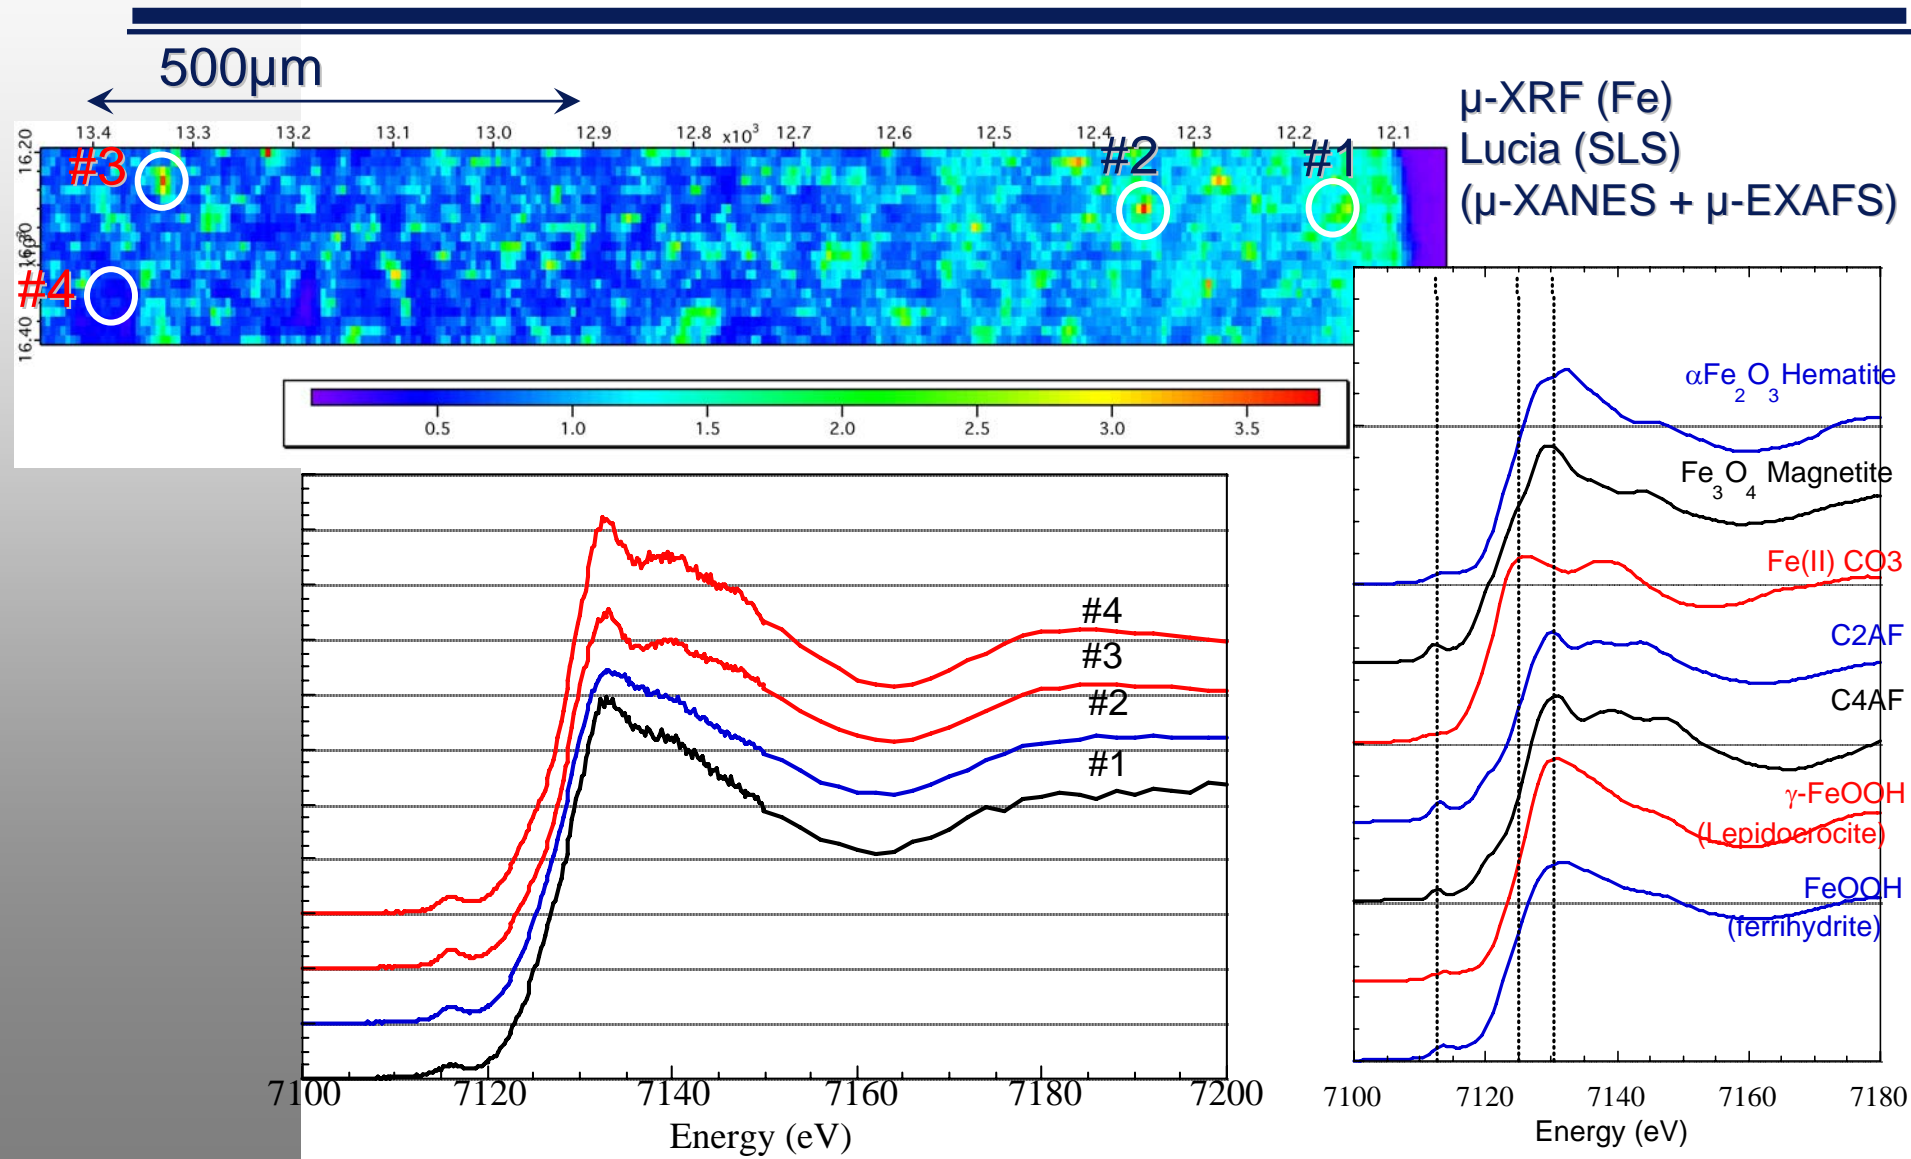 500µm
µ-XRF (Fe)
Lucia (SLS)
(µ-XANES + µ-EXAFS)
13.4 13.3 13.2 13.1 13.0 12.9 12.8 x10³ 12.7 12.6 12.5 12.4 12.3 12.2 12.1
16.20
16.40
#3
#4
#2
#1
0.5 1.0 1.5 2.0 2.5 3.0 3.5
#4
#3
#2
#1
7100 7120 7140 7160 7180 7200
Energy (eV)
αFe₂O₃Hematite
Fe₃O₄ Magnetite
Fe(II) CO3
C2AF
C4AF
γ-FeOOH
(Lepidocrocite)
FeOOH
(ferrihydrite)
7100 7120 7140 7160 7180
Energy (eV)